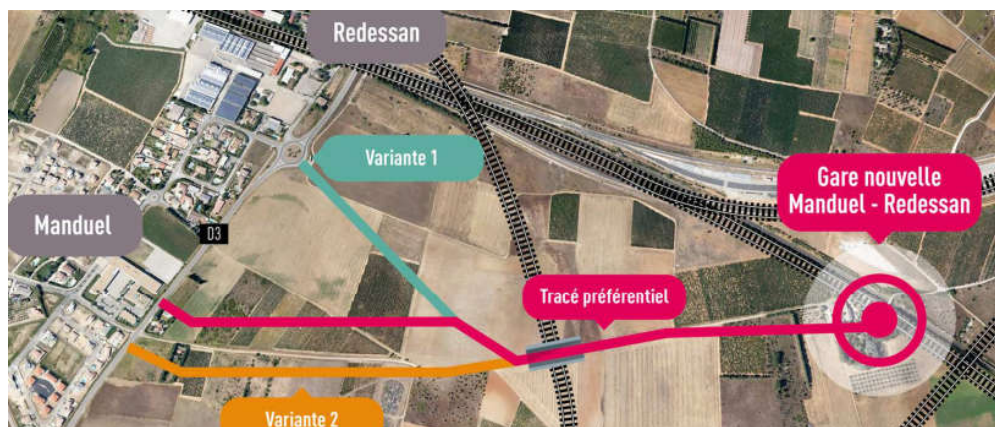 Redessan
Variante 1
Gare nouvelle
Manduel - Redessan
Manduel
D3
Tracé préférentiel
Variante 2